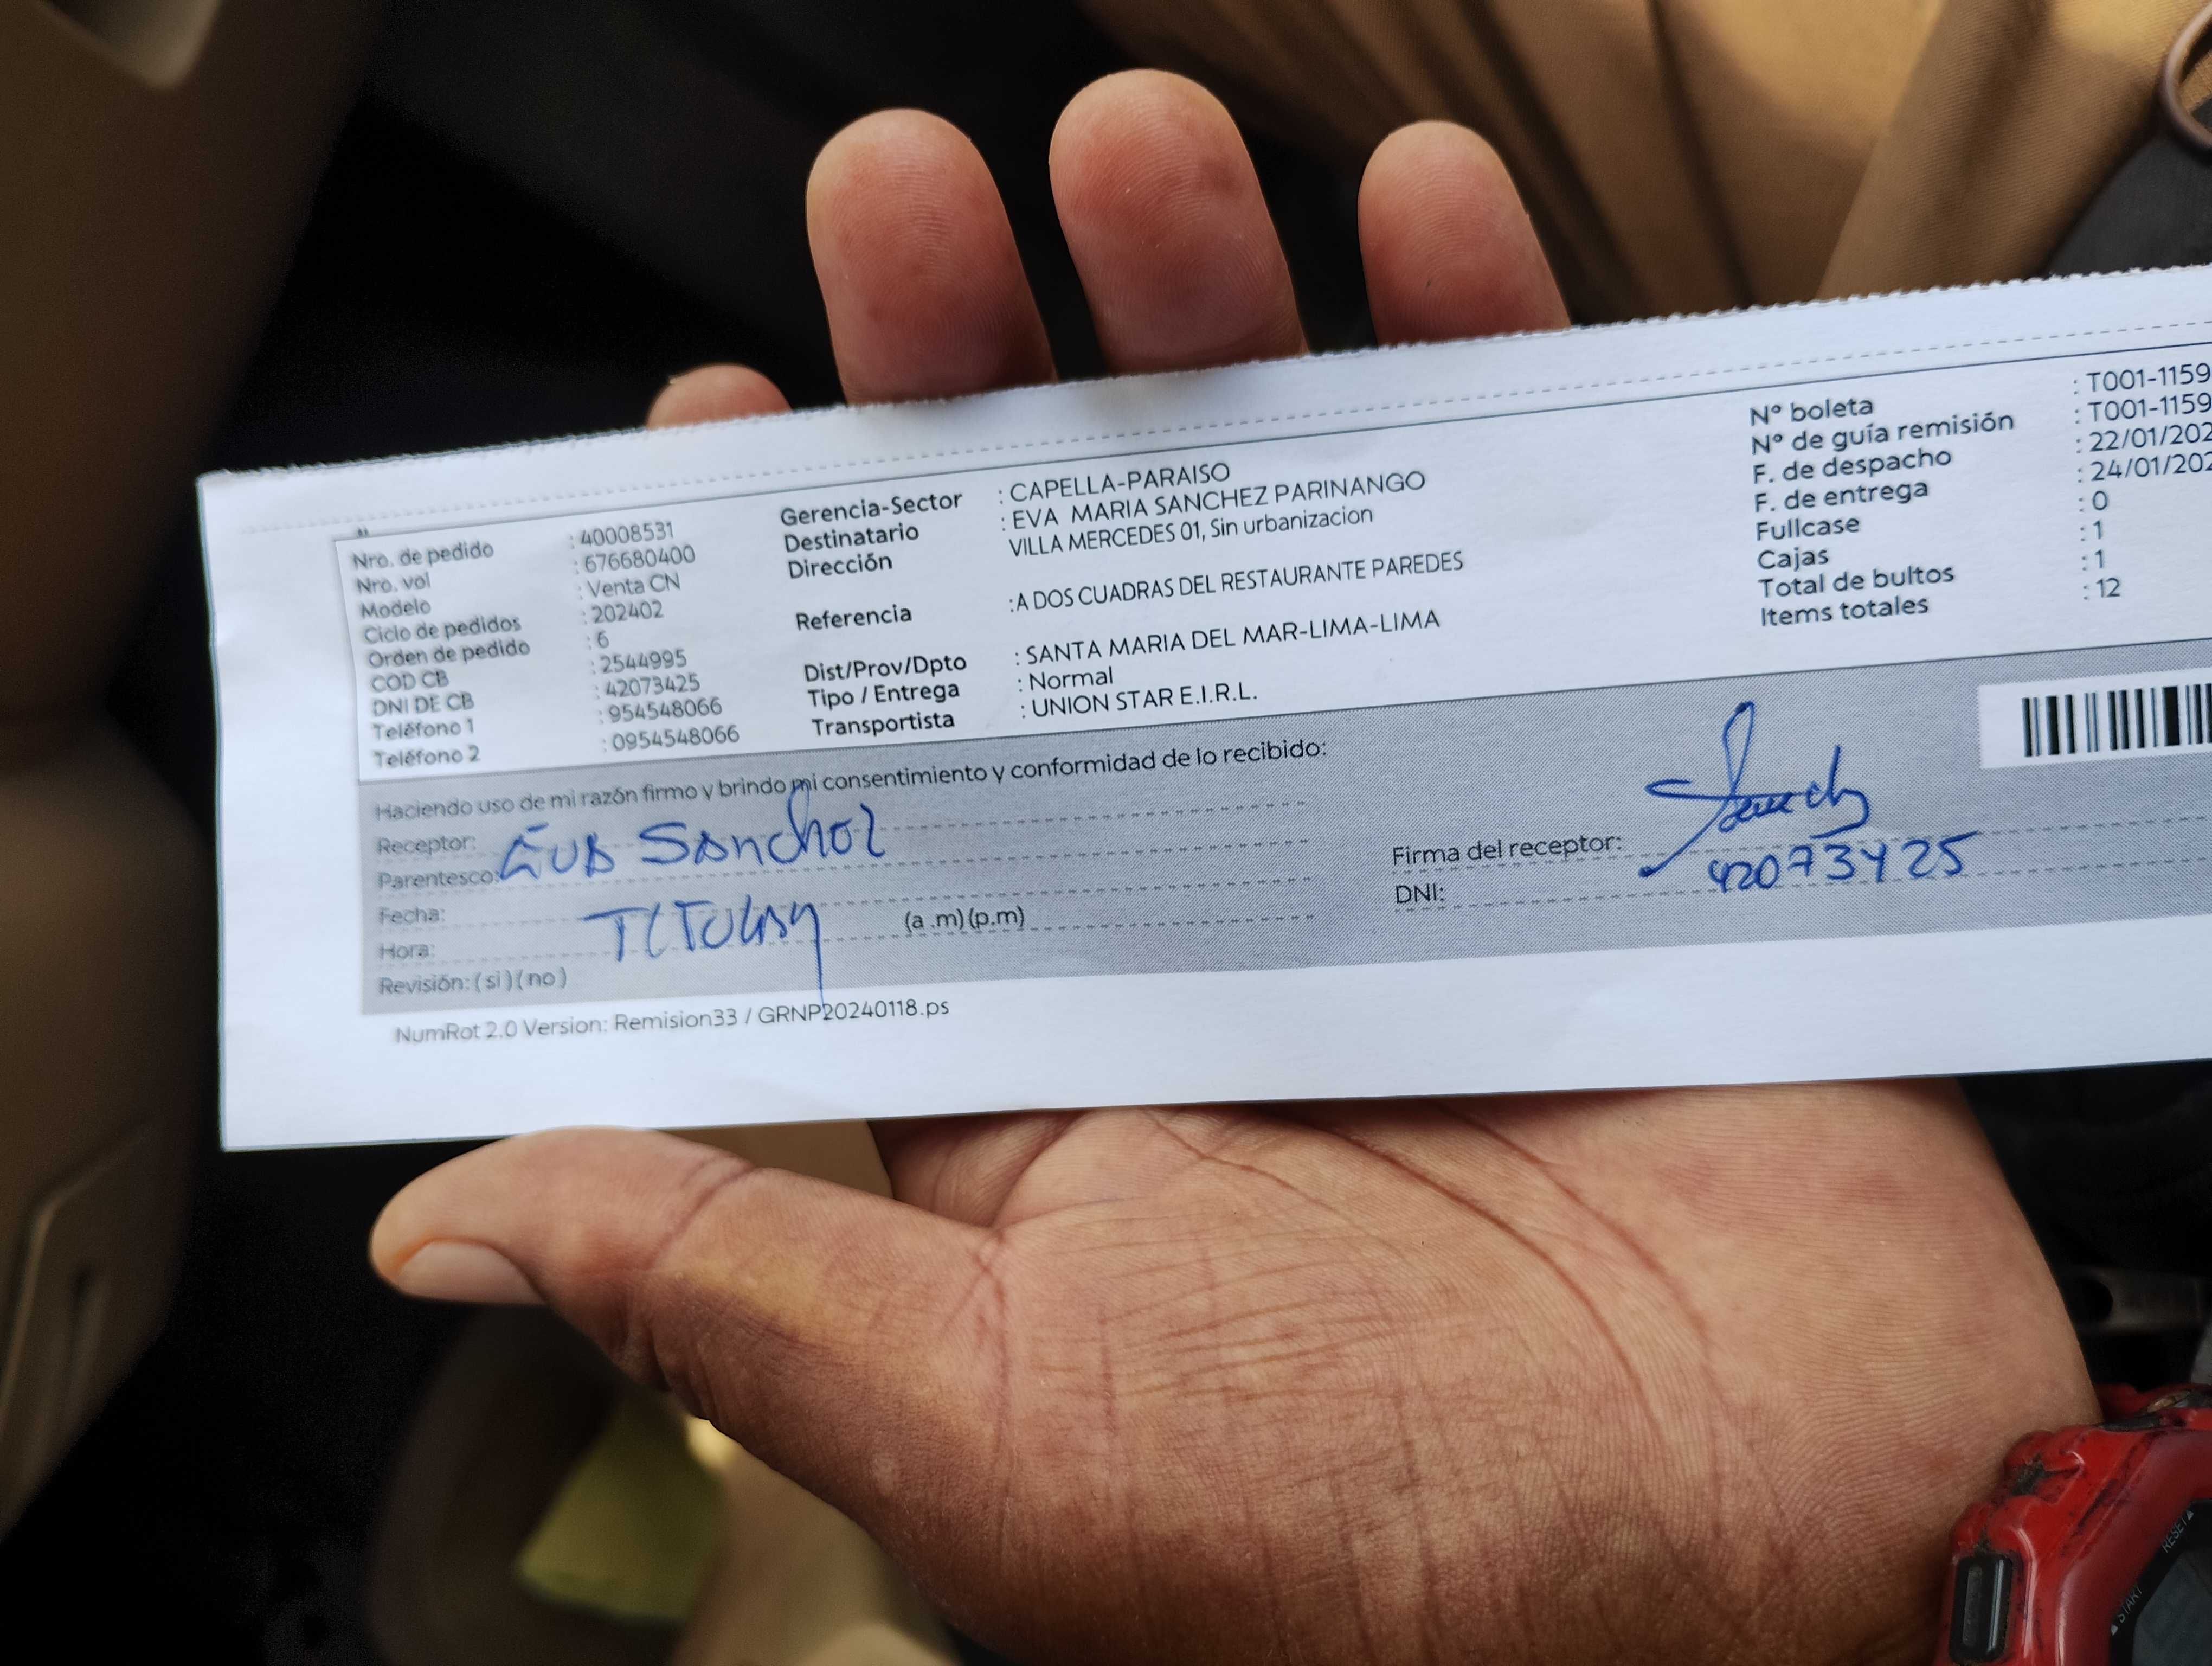 Nro. de pedido : 40008531
Nro. vol : 676680400
Modelo : Venta CN
Ciclo de pedidos : 202402
Orden de pedido : 6
COD CB : 2544995
DNI DE CB : 42073425
Teléfono 1 : 954548066
Teléfono 2 : 0954548066
Gerencia-Sector : CAPELLA-PARAISO
Destinatario : EVA MARIA SANCHEZ PARINANGO
Dirección VILLA MERCEDES 01, Sin urbanizacion
Referencia :A DOS CUADRAS DEL RESTAURANTE PAREDES
Dist/Prov/Dpto : SANTA MARIA DEL MAR-LIMA-LIMA
Tipo / Entrega : Normal
Transportista : UNION STAR E.I.R.L.
Nº boleta : T001-1159
Nº de guía remisión : T001-1159
F. de despacho : 22/01/202
F. de entrega : 24/01/202
Fullcase : 0
Cajas : 1
Total de bultos : 1
Items totales : 12
Haciendo uso de mi razón firmo y brindo mi consentimiento y conformidad de lo recibido:
Receptor: Eva Sanchez
Parentesco:
Fecha:
Hora: (a .m) (p.m)
Revisión: ( si ) ( no )
Firma del receptor:
DNI: 42073425
NumRot 2.0 Version: Remision33 / GRNP20240118.ps
RESET
START